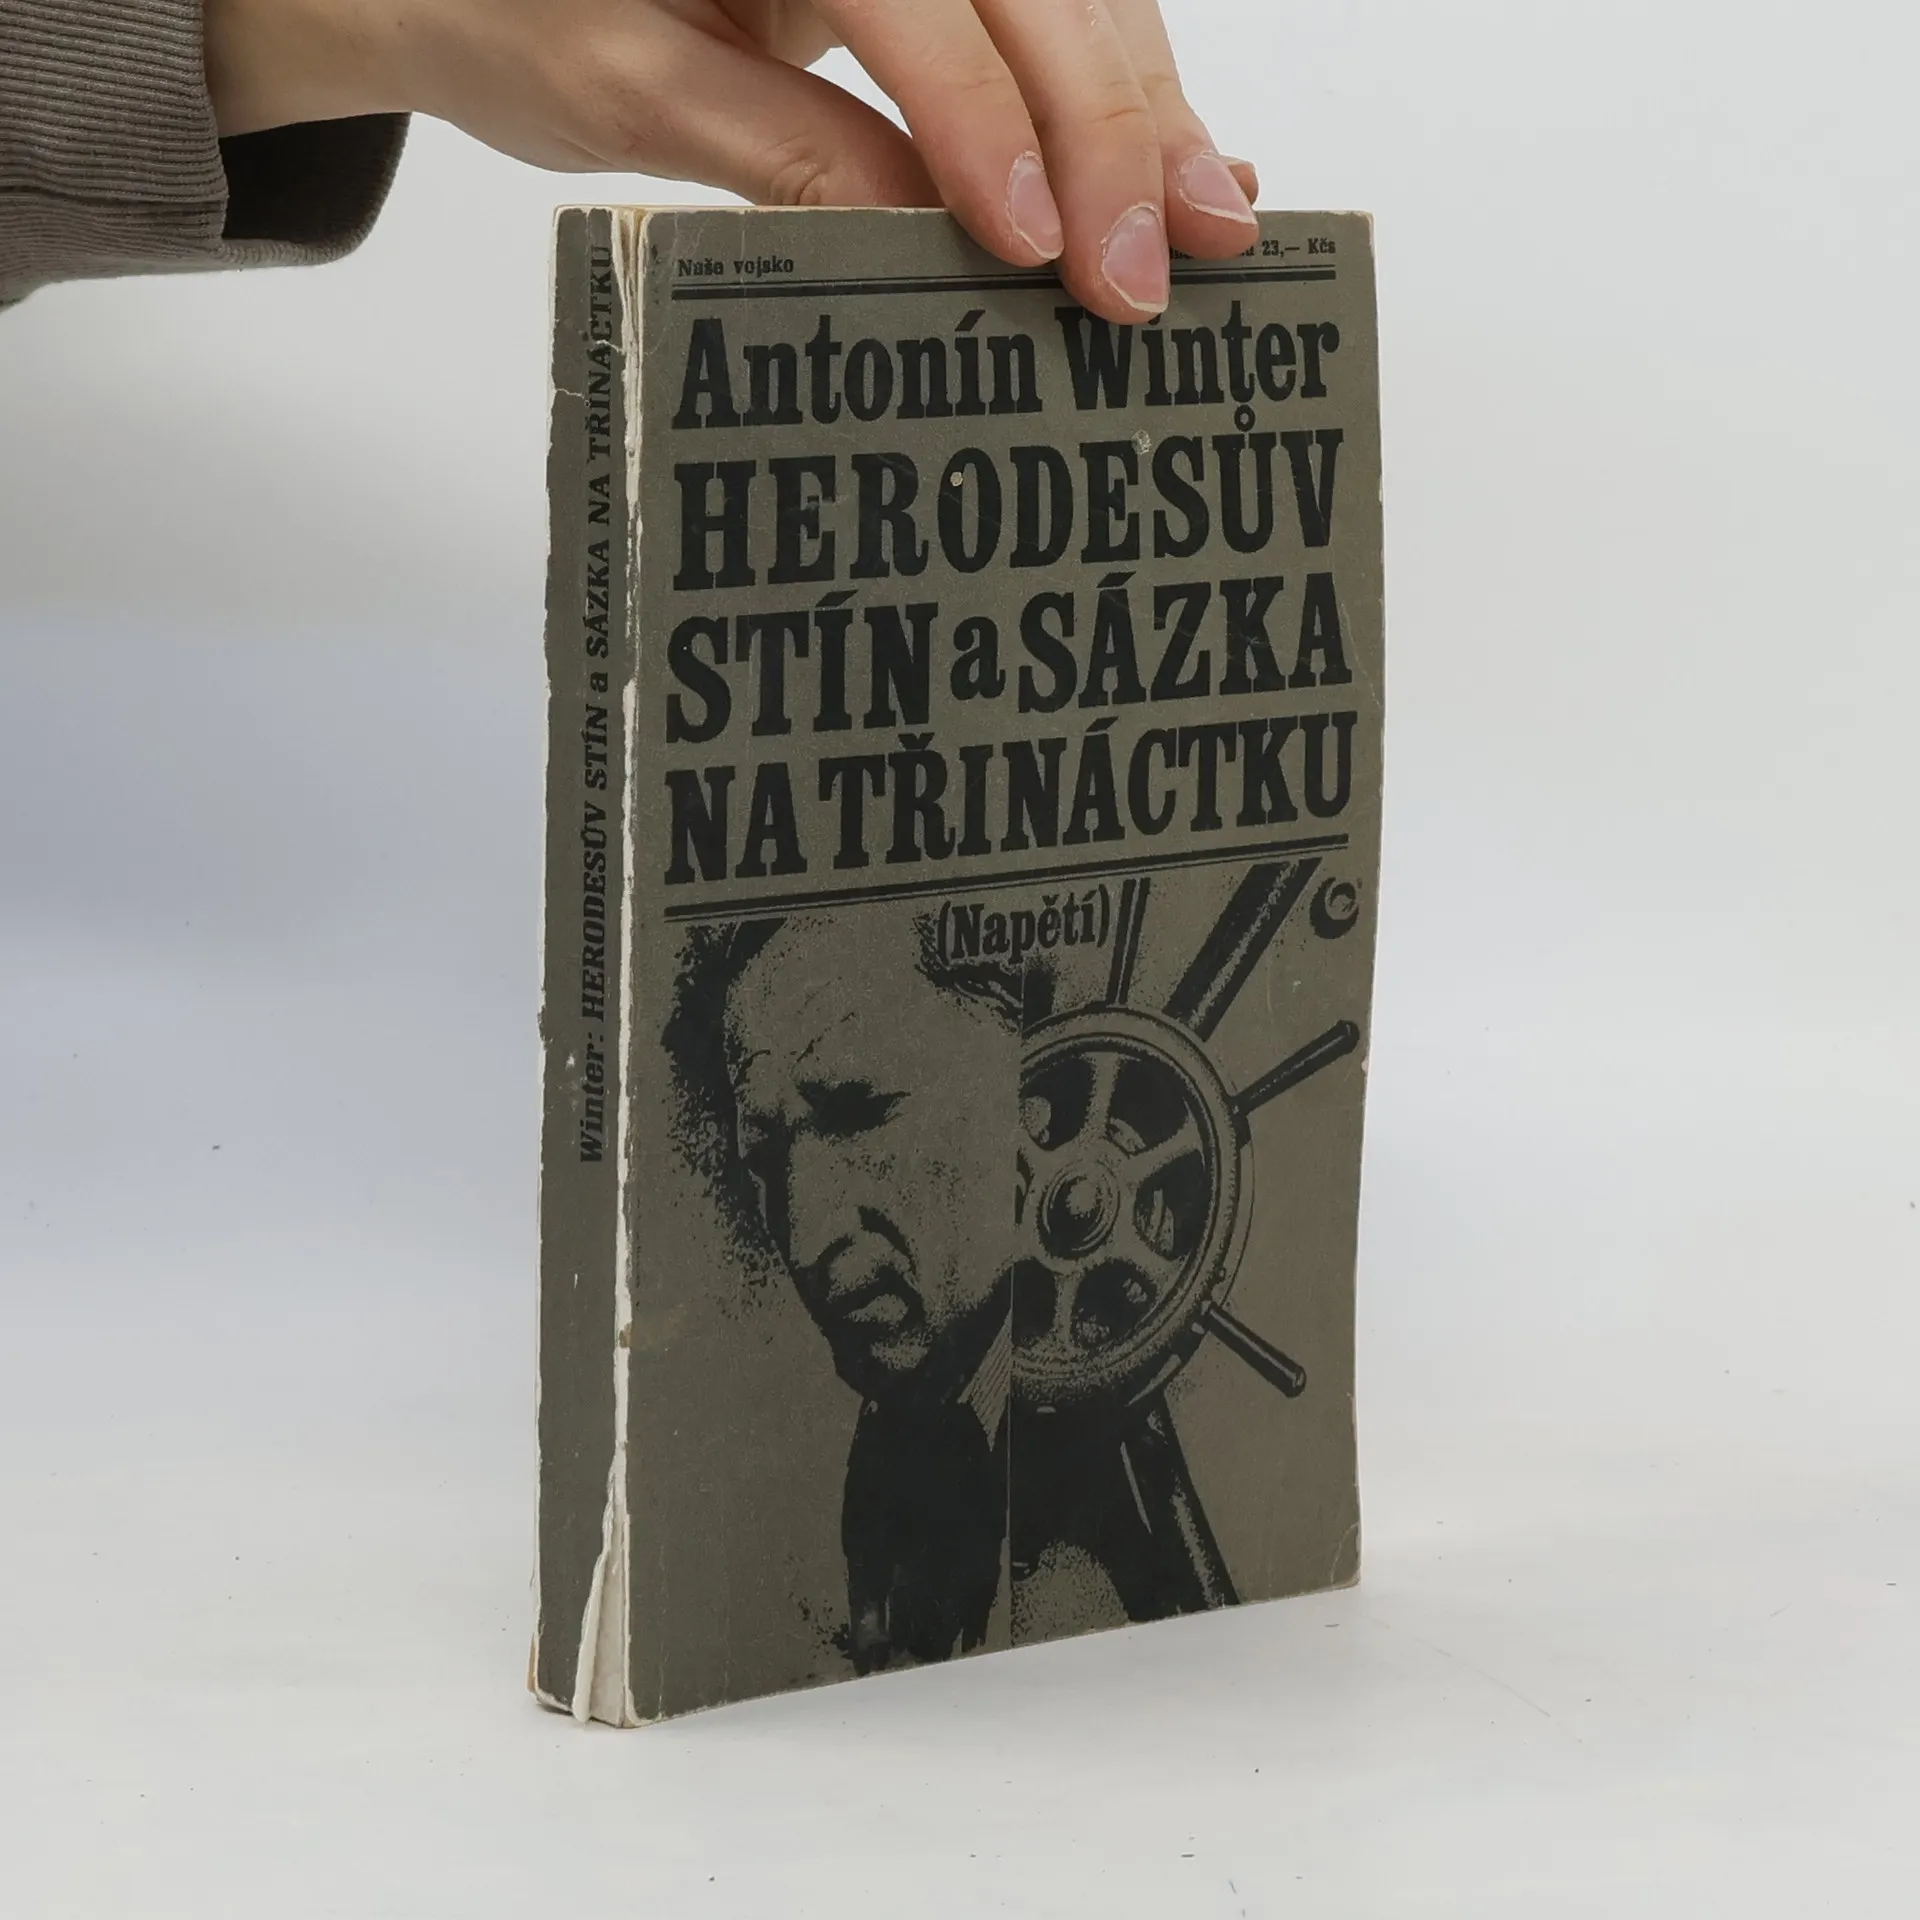 Naše vojsko
23,— Kčs
Antonín Winter
HERODESŮV
STÍN a SÁZKA
NA TŘINÁCTKU
(Napětí)
Winter: HERODESŮV STÍN a SÁZKA NA TŘINÁCTKU